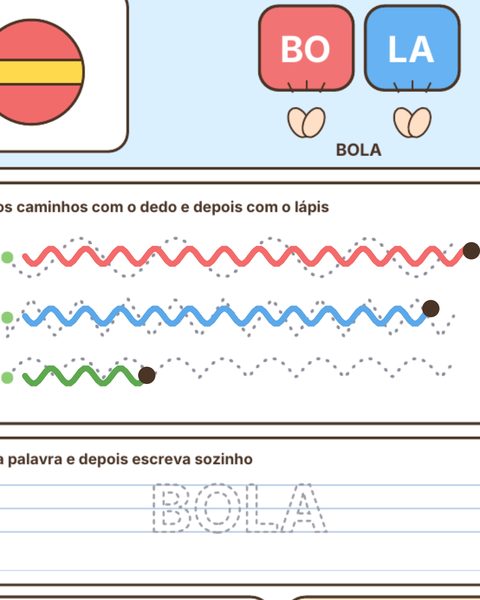 BO LA
BOLA
os caminhos com o dedo e depois com o lápis
a palavra e depois escreva sozinho
BOLA